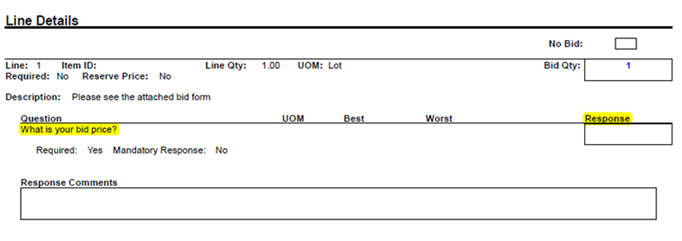 Line Details
No Bid:
Line: 1 Item ID: Line Qty: 1.00 UOM: Lot Bid Qty: 1
Required: No Reserve Price: No
Description: Please see the attached bid form
Question UOM Best Worst Response
What is your bid price?
Required: Yes Mandatory Response: No
Response Comments